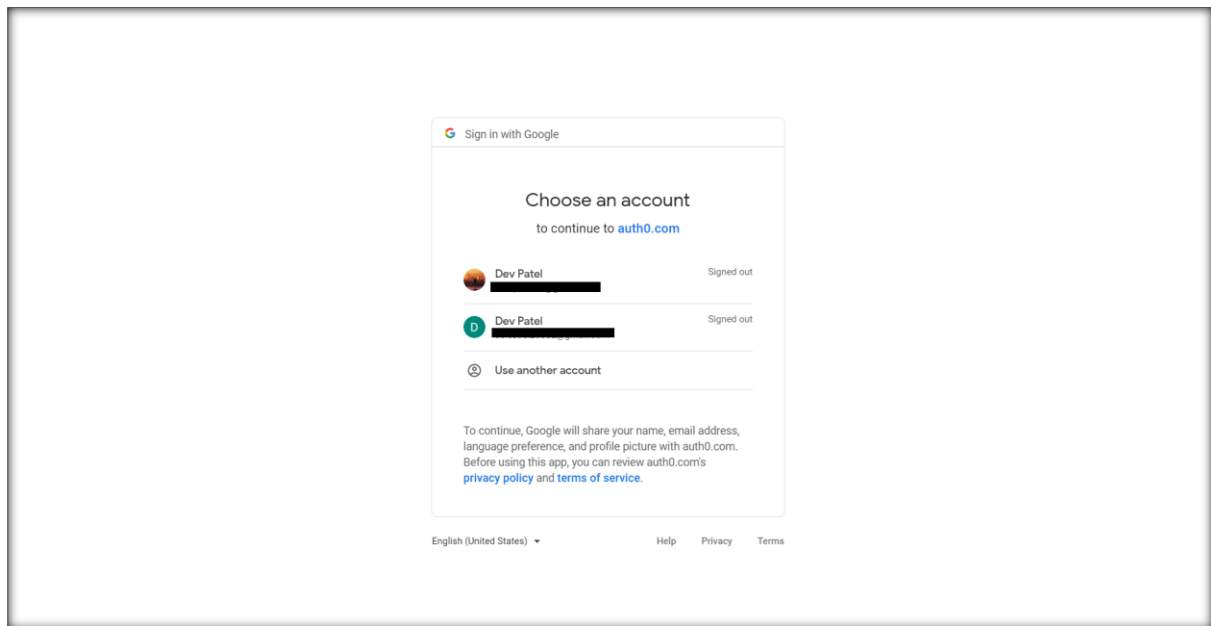 Sign in with Google
Choose an account
to continue to auth0.com
Dev Patel
Signed out
D
Dev Patel
Signed out
Use another account
To continue, Google will share your name, email address,
language preference, and profile picture with auth0.com.
Before using this app, you can review auth0.com's
privacy policy and terms of service.
English (United States)
Help Privacy Terms